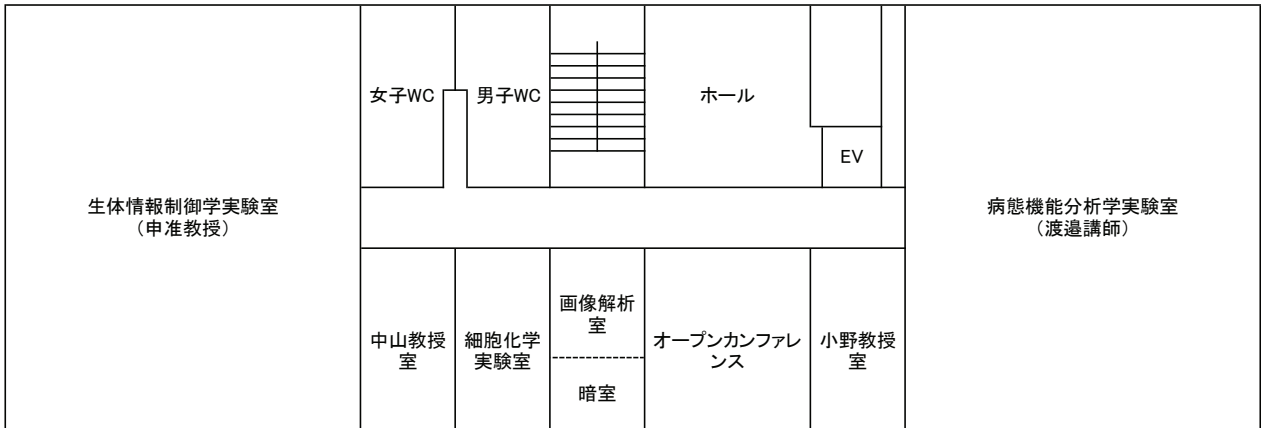 女子WC
男子WC
ホール
EV
生体情報制御学実験室
（申准教授）
病態機能分析学実験室
（渡邉講師）
中山教授
室
細胞化学
実験室
画像解析
室
暗室
オープンカンファレ
ンス
小野教授
室